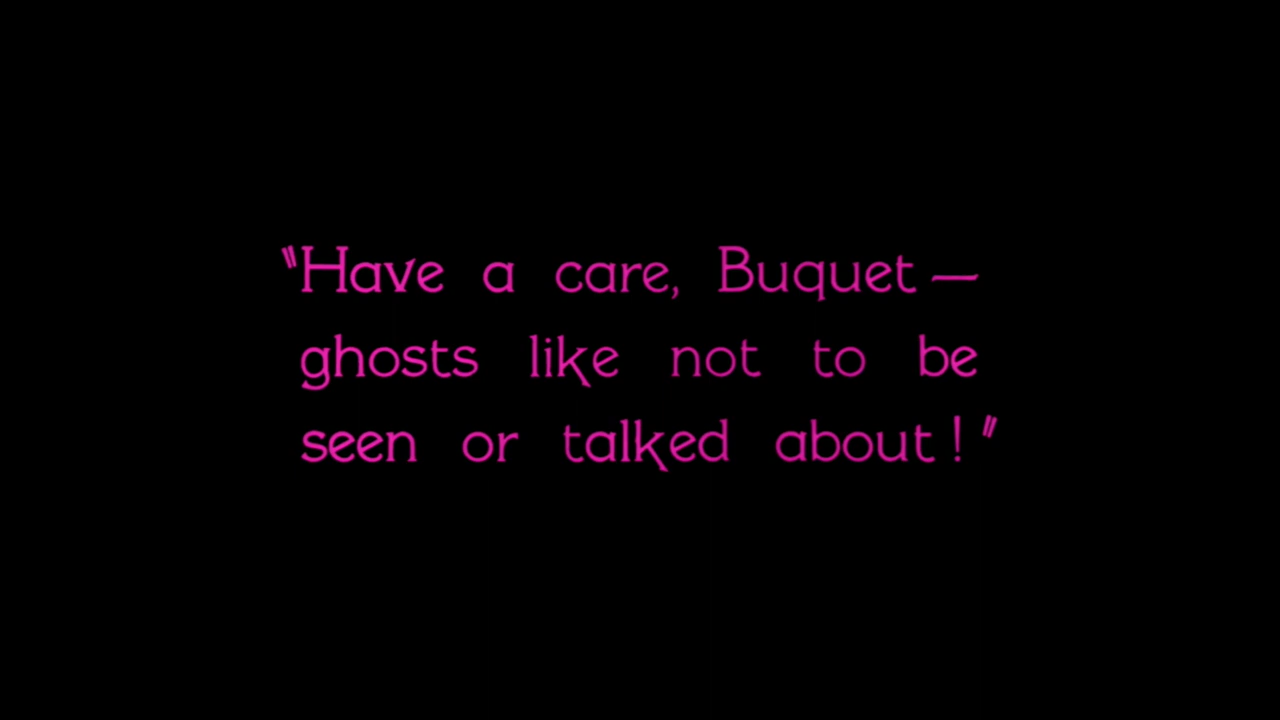 "Have a care, Buquet—
ghosts like not to be
seen or talked about!"